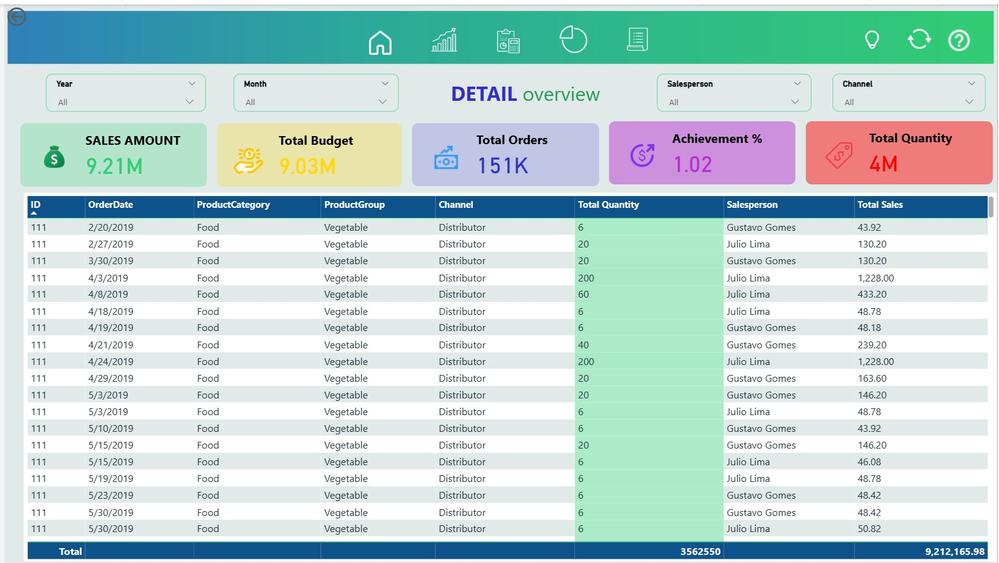 Year
All
Month
All
DETAIL overview
Salesperson
All
Channel
All
SALES AMOUNT
9.21M
Total Budget
9.03M
Total Orders
151K
Achievement %
1.02
Total Quantity
4M
ID OrderDate ProductCategory ProductGroup Channel Total Quantity Salesperson Total Sales
111 2/20/2019 Food Vegetable Distributor 6 Gustavo Gomes 43.92
111 2/27/2019 Food Vegetable Distributor 20 Julio Lima 130.20
111 3/30/2019 Food Vegetable Distributor 20 Gustavo Gomes 130.20
111 4/3/2019 Food Vegetable Distributor 200 Julio Lima 1,228.00
111 4/8/2019 Food Vegetable Distributor 60 Julio Lima 433.20
111 4/18/2019 Food Vegetable Distributor 6 Julio Lima 48.78
111 4/19/2019 Food Vegetable Distributor 6 Gustavo Gomes 48.18
111 4/21/2019 Food Vegetable Distributor 40 Gustavo Gomes 239.20
111 4/24/2019 Food Vegetable Distributor 200 Julio Lima 1,228.00
111 4/29/2019 Food Vegetable Distributor 20 Gustavo Gomes 163.60
111 5/3/2019 Food Vegetable Distributor 20 Gustavo Gomes 146.20
111 5/3/2019 Food Vegetable Distributor 6 Julio Lima 48.78
111 5/10/2019 Food Vegetable Distributor 6 Gustavo Gomes 43.92
111 5/15/2019 Food Vegetable Distributor 20 Gustavo Gomes 146.20
111 5/15/2019 Food Vegetable Distributor 6 Julio Lima 46.08
111 5/19/2019 Food Vegetable Distributor 6 Julio Lima 48.78
111 5/23/2019 Food Vegetable Distributor 6 Gustavo Gomes 48.42
111 5/30/2019 Food Vegetable Distributor 6 Gustavo Gomes 48.42
111 5/30/2019 Food Vegetable Distributor 6 Julio Lima 50.82
Total 3562550 9,212,165.98